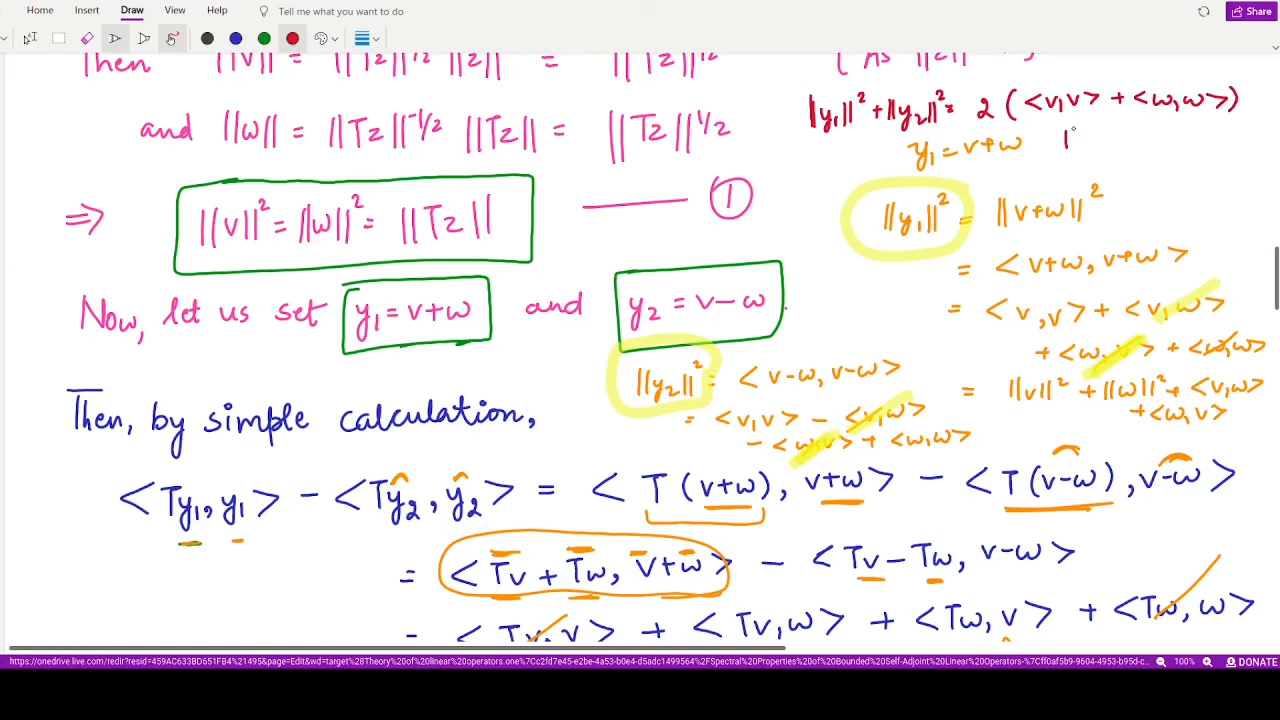 Home Insert Draw View Help Tell me what you want to do Share
Then ||v|| = ||Tz||^1/2 ||z|| = ||Tz||^1/2
||y₁||² + ||y₂||² = 2 (<v,v> + <w,w>)
and ||w|| = ||Tz||^-1/2 ||Tz|| = ||Tz||^1/2
y₁ = v+w
=> ||v||² = ||w||² = ||Tz|| ——— ①
||y₁||² = ||v+w||²
= <v+w, v+w>
Now, let us set y₁ = v+w and y₂ = v-w.
= <v,v> + <v,w>
+ <w,v> + <w,w>
= ||v||² + ||w||² + <v,w>
+ <w,v>
||y₂||² = <v-w, v-w>
= <v,v> - <v,w>
- <w,v> + <w,w>
Then, by simple calculation,
<Ty₁, y₁> - <Ty₂, y₂> = <T(v+w), v+w> - <T(v-w), v-w>
= <Tv + Tw, v+w> - <Tv - Tw, v-w>
= <Tv, v> + <Tv, w> + <Tw, v> + <Tw, w>
100% DONATE